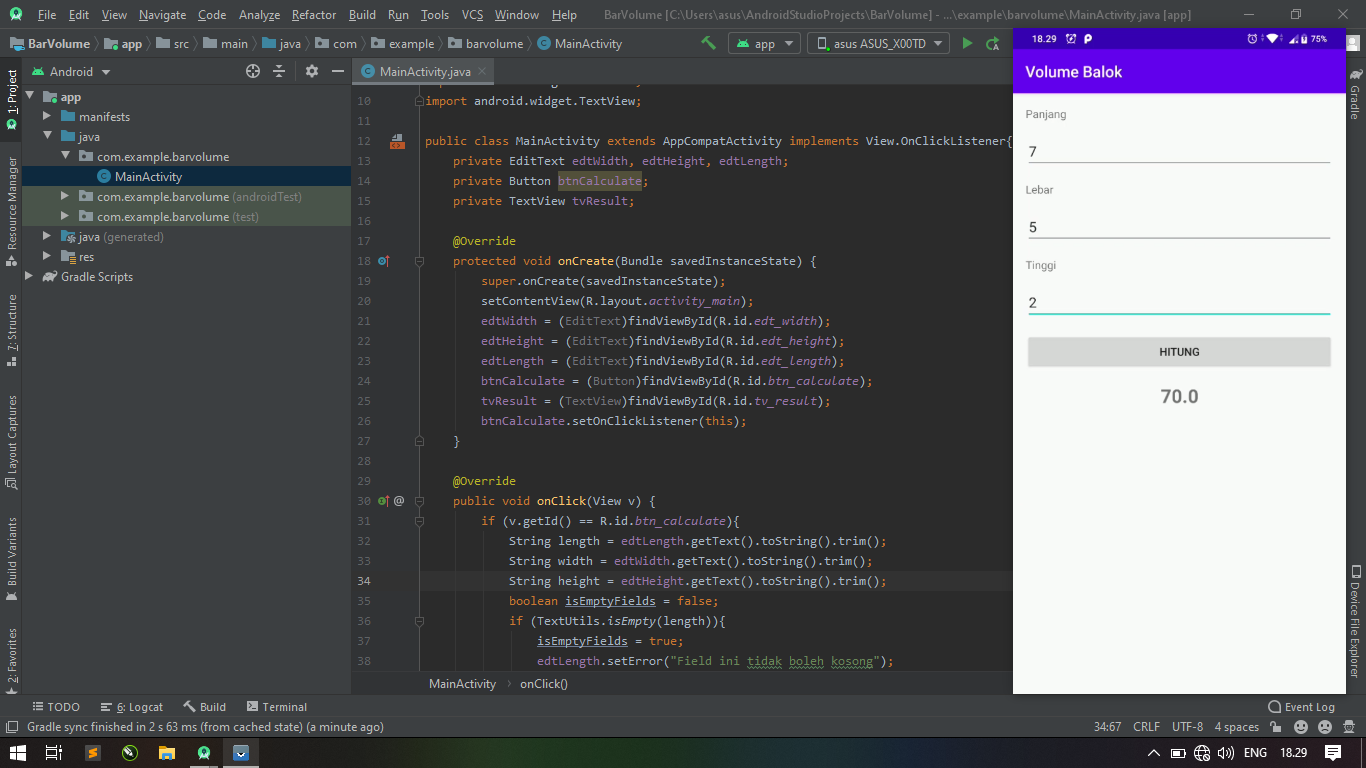 File Edit View Navigate Code Analyze Refactor Build Run Tools VCS Window Help BarVolume [C:\Users\asus\AndroidStudioProjects\BarVolume] - ...\example\barvolume\MainActivity.java [app]
BarVolume app src main java com example barvolume MainActivity app asus ASUS_X00TD
Android
MainActivity.java
1: Project
Resource Manager
7: Structure
Layout Captures
Build Variants
2: Favorites
app
manifests
java
com.example.barvolume
MainActivity
com.example.barvolume (androidTest)
com.example.barvolume (test)
java (generated)
res
Gradle Scripts
10 import android.widget.TextView;
11
12 public class MainActivity extends AppCompatActivity implements View.OnClickListener{
13 private EditText edtWidth, edtHeight, edtLength;
14 private Button btnCalculate;
15 private TextView tvResult;
16
17 @Override
18 protected void onCreate(Bundle savedInstanceState) {
19 super.onCreate(savedInstanceState);
20 setContentView(R.layout.activity_main);
21 edtWidth = (EditText)findViewById(R.id.edt_width);
22 edtHeight = (EditText)findViewById(R.id.edt_height);
23 edtLength = (EditText)findViewById(R.id.edt_length);
24 btnCalculate = (Button)findViewById(R.id.btn_calculate);
25 tvResult = (TextView)findViewById(R.id.tv_result);
26 btnCalculate.setOnClickListener(this);
27 }
28
29 @Override
30 @ public void onClick(View v) {
31 if (v.getId() == R.id.btn_calculate){
32 String length = edtLength.getText().toString().trim();
33 String width = edtWidth.getText().toString().trim();
34 String height = edtHeight.getText().toString().trim();
35 boolean isEmptyFields = false;
36 if (TextUtils.isEmpty(length)){
37 isEmptyFields = true;
38 edtLength.setError("Field ini tidak boleh kosong");
MainActivity onClick()
18.29 75%
Volume Balok
Panjang
7
Lebar
5
Tinggi
2
HITUNG
70.0
Gradle
Device File Explorer
TODO 6: Logcat Build Terminal Event Log
Gradle sync finished in 2 s 63 ms (from cached state) (a minute ago) 34:67 CRLF UTF-8 4 spaces
ENG 18.29